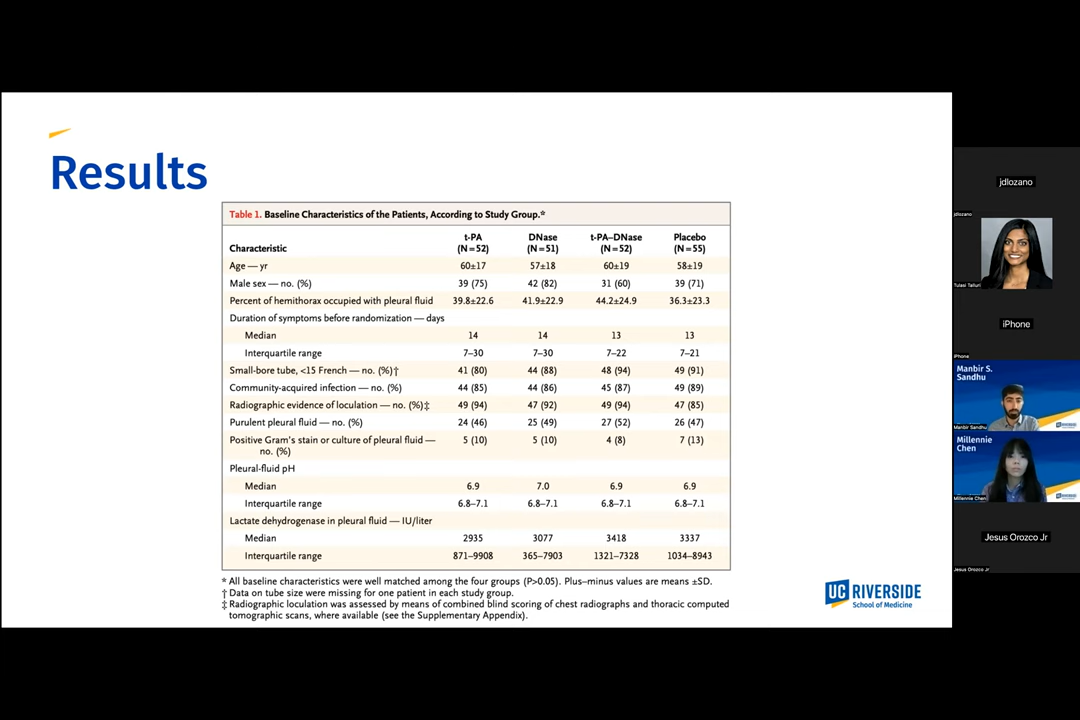 Results
Table 1. Baseline Characteristics of the Patients, According to Study Group.*
Characteristic t-PA (N=52) DNase (N=51) t-PA–DNase (N=52) Placebo (N=55)
Age — yr 60±17 57±18 60±19 58±19
Male sex — no. (%) 39 (75) 42 (82) 31 (60) 39 (71)
Percent of hemithorax occupied with pleural fluid 39.8±22.6 41.9±22.9 44.2±24.9 36.3±23.3
Duration of symptoms before randomization — days
Median 14 14 13 13
Interquartile range 7–30 7–30 7–22 7–21
Small-bore tube, <15 French — no. (%)† 41 (80) 44 (88) 48 (94) 49 (91)
Community-acquired infection — no. (%) 44 (85) 44 (86) 45 (87) 49 (89)
Radiographic evidence of loculation — no. (%)‡ 49 (94) 47 (92) 49 (94) 47 (85)
Purulent pleural fluid — no. (%) 24 (46) 25 (49) 27 (52) 26 (47)
Positive Gram's stain or culture of pleural fluid — 5 (10) 5 (10) 4 (8) 7 (13)
no. (%)
Pleural-fluid pH
Median 6.9 7.0 6.9 6.9
Interquartile range 6.8–7.1 6.8–7.1 6.8–7.1 6.8–7.1
Lactate dehydrogenase in pleural fluid — IU/liter
Median 2935 3077 3418 3337
Interquartile range 871–9908 365–7903 1321–7328 1034–8943
* All baseline characteristics were well matched among the four groups (P>0.05). Plus–minus values are means ±SD.
† Data on tube size were missing for one patient in each study group.
‡ Radiographic loculation was assessed by means of combined blind scoring of chest radiographs and thoracic computed
tomographic scans, where available (see the Supplementary Appendix).
UC RIVERSIDE
School of Medicine
jdlozano
jdlozano
Tulasi Talluri
iPhone
iPhone
Manbir S.
Sandhu
RIVERSIDE
Manbir Sandhu
Millennie
Chen
RIVERSIDE
Millennie Chen
Jesus Orozco Jr
Jesus Orozco Jr